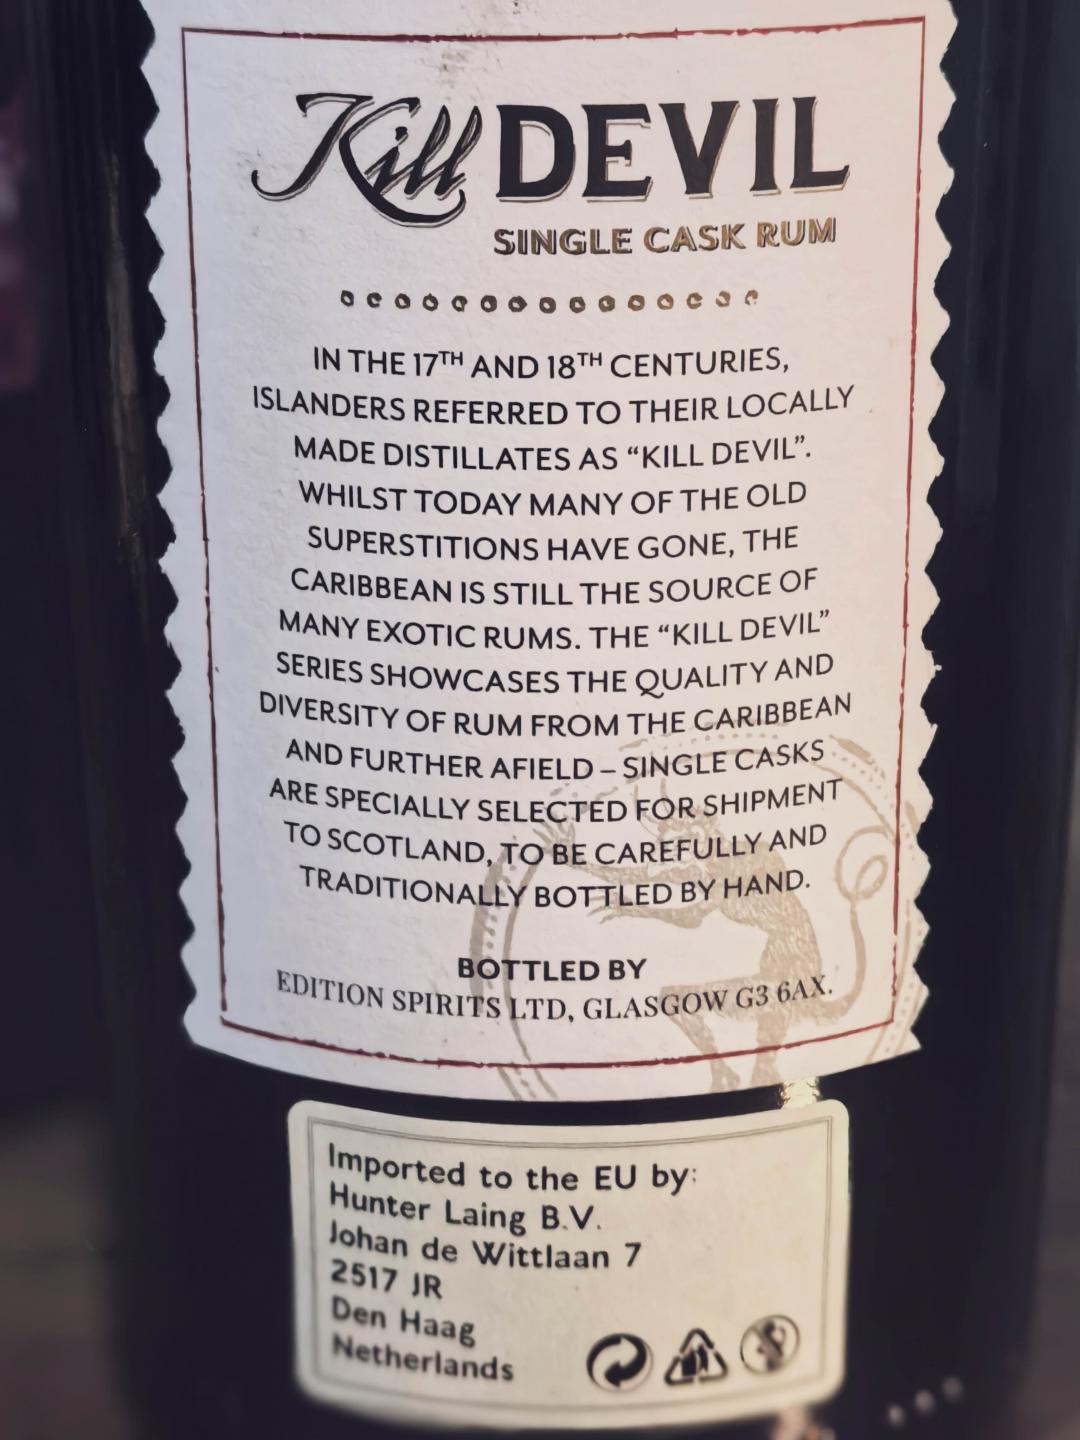 Kill DEVIL
SINGLE CASK RUM
IN THE 17TH AND 18TH CENTURIES,
ISLANDERS REFERRED TO THEIR LOCALLY
MADE DISTILLATES AS “KILL DEVIL”.
WHILST TODAY MANY OF THE OLD
SUPERSTITIONS HAVE GONE, THE
CARIBBEAN IS STILL THE SOURCE OF
MANY EXOTIC RUMS. THE “KILL DEVIL”
SERIES SHOWCASES THE QUALITY AND
DIVERSITY OF RUM FROM THE CARIBBEAN
AND FURTHER AFIELD – SINGLE CASKS
ARE SPECIALLY SELECTED FOR SHIPMENT
TO SCOTLAND, TO BE CAREFULLY AND
TRADITIONALLY BOTTLED BY HAND.
BOTTLED BY
EDITION SPIRITS LTD, GLASGOW G3 6AX.
Imported to the EU by:
Hunter Laing B.V.
Johan de Wittlaan 7
2517 JR
Den Haag
Netherlands